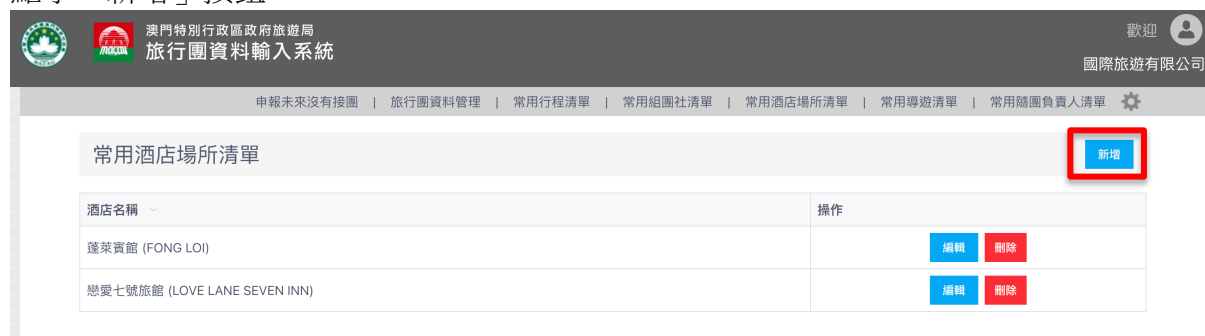 點擊「新增」按鈕
澳門特別行政區政府旅遊局
旅行團資料輸入系統
歡迎
國際旅遊有限公司
申報未來沒有接團 | 旅行團資料管理 | 常用行程清單 | 常用組團社清單 | 常用酒店場所清單 | 常用導遊清單 | 常用隨團負責人清單
常用酒店場所清單
新增
酒店名稱 操作
蓬萊賓館 (FONG LOI) 編輯 刪除
戀愛七號旅館 (LOVE LANE SEVEN INN) 編輯 刪除